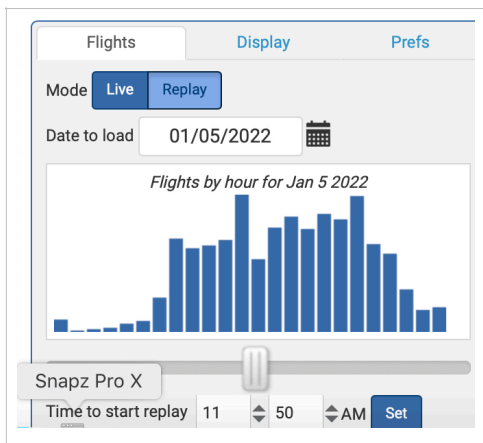 Flights Display Prefs
Mode Live Replay
Date to load 01/05/2022
Flights by hour for Jan 5 2022
Snapz Pro X
Time to start replay 11 50 AM Set